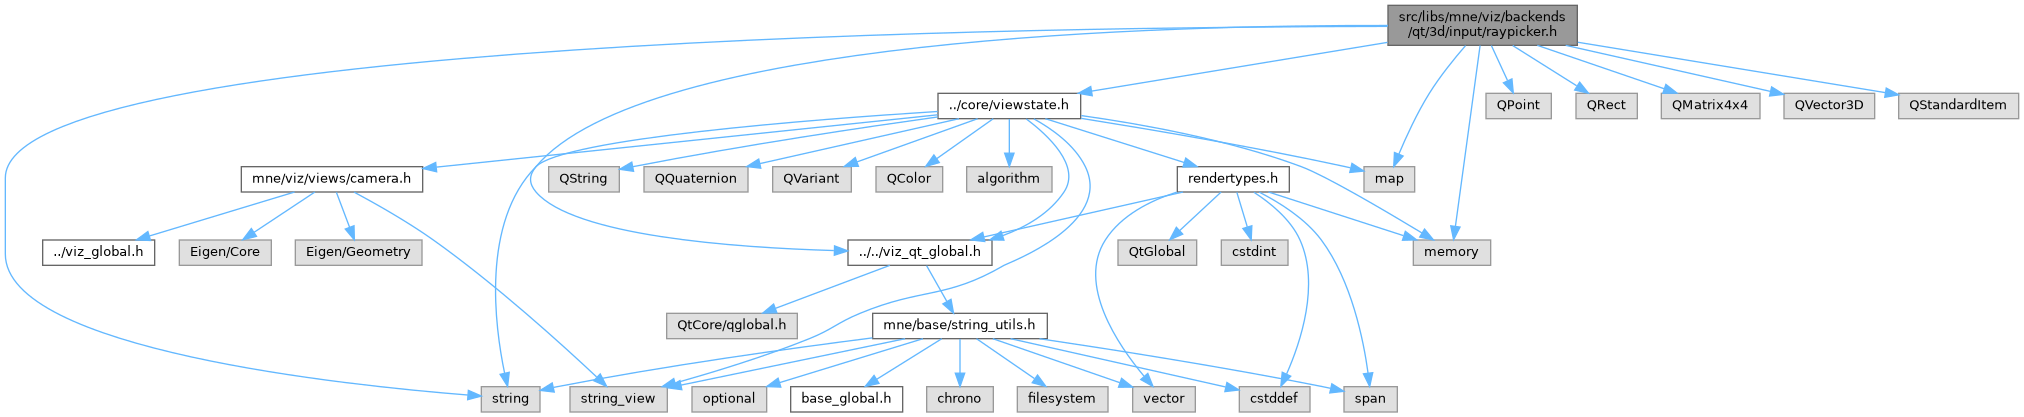 src/libs/mne/viz/backends
/qt/3d/input/raypicker.h
../core/viewstate.h
QPoint
QRect
QMatrix4x4
QVector3D
QStandardItem
mne/viz/views/camera.h
QString
QQuaternion
QVariant
QColor
algorithm
rendertypes.h
map
../viz_global.h
Eigen/Core
Eigen/Geometry
../../viz_qt_global.h
QtGlobal
cstdint
memory
QtCore/qglobal.h
mne/base/string_utils.h
string
string_view
optional
base_global.h
chrono
filesystem
vector
cstddef
span